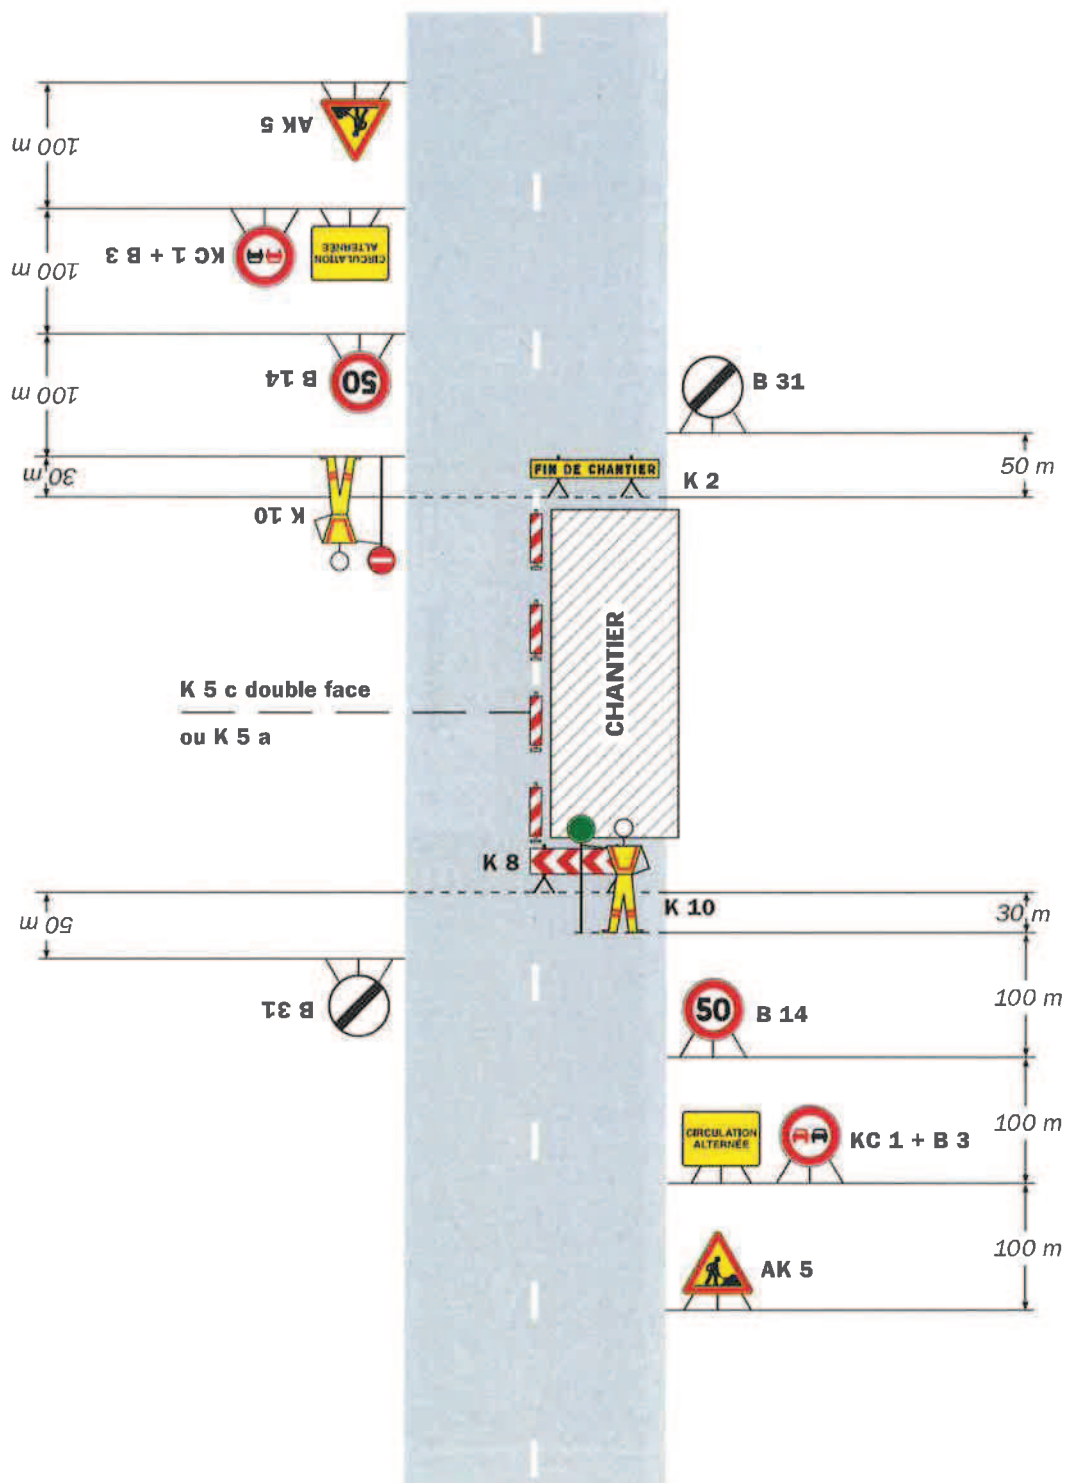 AK 5
100 m
KC 1 + B 3
CIRCULATION
ALTERNÉE
100 m
B 14
50
100 m
B 31
50 m
30 m
FIN DE CHANTIER
K 2
K 10
CHANTIER
K 5 c double face
ou K 5 a
K 8
K 10
30 m
50 m
B 31
50
B 14
100 m
CIRCULATION
ALTERNÉE
KC 1 + B 3
100 m
AK 5
100 m